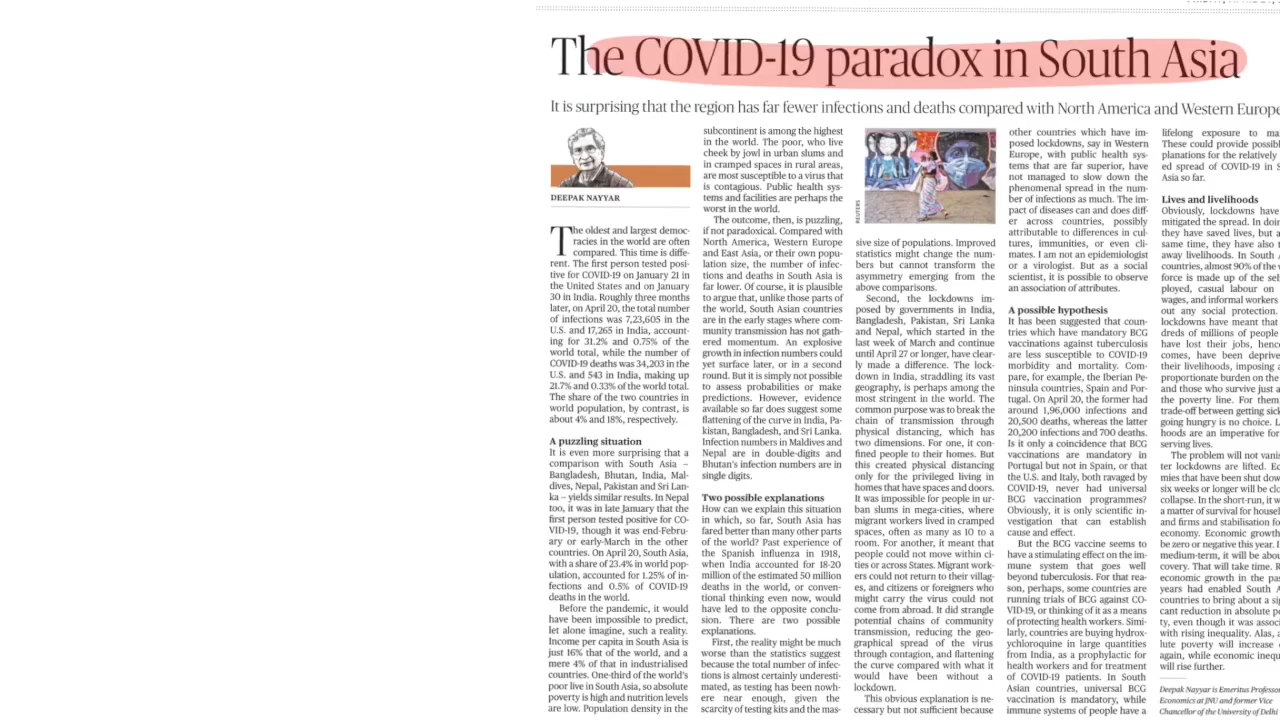 The COVID-19 paradox in South Asia
It is surprising that the region has far fewer infections and deaths compared with North America and Western Europe
DEEPAK NAYYAR
The oldest and largest democ-
racies in the world are often
compared. This time is diffe-
rent. The first person tested posi-
tive for COVID-19 on January 21 in
the United States and on January
30 in India. Roughly three months
later, on April 20, the total number
of infections was 7,23,605 in the
U.S. and 17,265 in India, account-
ing for 31.2% and 0.75% of the
world total, while the number of
COVID-19 deaths was 34,203 in the
U.S. and 543 in India, making up
21.7% and 0.33% of the world total.
The share of the two countries in
world population, by contrast, is
about 4% and 18%, respectively.
A puzzling situation
It is even more surprising that a
comparison with South Asia –
Bangladesh, Bhutan, India, Mal-
dives, Nepal, Pakistan and Sri Lan-
ka – yields similar results. In Nepal
too, it was in late January that the
first person tested positive for CO-
VID-19, though it was end-Febru-
ary or early-March in the other
countries. On April 20, South Asia,
with a share of 23.4% in world pop-
ulation, accounted for 1.25% of in-
fections and 0.5% of COVID-19
deaths in the world.
Before the pandemic, it would
have been impossible to predict,
let alone imagine, such a reality.
Income per capita in South Asia is
just 16% that of the world, and a
mere 4% of that in industrialised
countries. One-third of the world's
poor live in South Asia, so absolute
poverty is high and nutrition levels
are low. Population density in the
subcontinent is among the highest
in the world. The poor, who live
cheek by jowl in urban slums and
in cramped spaces in rural areas,
are most susceptible to a virus that
is contagious. Public health sys-
tems and facilities are perhaps the
worst in the world.
The outcome, then, is puzzling,
if not paradoxical. Compared with
North America, Western Europe
and East Asia, or their own popu-
lation size, the number of infec-
tions and deaths in South Asia is
far lower. Of course, it is plausible
to argue that, unlike those parts of
the world, South Asian countries
are in the early stages where com-
munity transmission has not gath-
ered momentum. An explosive
growth in infection numbers could
yet surface later, or in a second
round. But it is simply not possible
to assess probabilities or make
predictions. However, evidence
available so far does suggest some
flattening of the curve in India, Pa-
kistan, Bangladesh, and Sri Lanka.
Infection numbers in Maldives and
Nepal are in double-digits and
Bhutan's infection numbers are in
single digits.
Two possible explanations
How can we explain this situation
in which, so far, South Asia has
fared better than many other parts
of the world? Past experience of
the Spanish influenza in 1918,
when India accounted for 18-20
million of the estimated 50 million
deaths in the world, or conven-
tional thinking even now, would
have led to the opposite conclu-
sion. There are two possible
explanations.
First, the reality might be much
worse than the statistics suggest
because the total number of infec-
tions is almost certainly underesti-
mated, as testing has been nowh-
ere near enough, given the
scarcity of testing kits and the mas-
REUTERS
sive size of populations. Improved
statistics might change the num-
bers but cannot transform the
asymmetry emerging from the
above comparisons.
Second, the lockdowns im-
posed by governments in India,
Bangladesh, Pakistan, Sri Lanka
and Nepal, which started in the
last week of March and continue
until April 27 or longer, have clear-
ly made a difference. The lock-
down in India, straddling its vast
geography, is perhaps among the
most stringent in the world. The
common purpose was to break the
chain of transmission through
physical distancing, which has
two dimensions. For one, it con-
fined people to their homes. But
this created physical distancing
only for the privileged living in
homes that have spaces and doors.
It was impossible for people in ur-
ban slums in mega-cities, where
migrant workers lived in cramped
spaces, often as many as 10 to a
room. For another, it meant that
people could not move within ci-
ties or across States. Migrant work-
ers could not return to their villag-
es, and citizens or foreigners who
might carry the virus could not
come from abroad. It did strangle
potential chains of community
transmission, reducing the geo-
graphical spread of the virus
through contagion, and flattening
the curve compared with what it
would have been without a
lockdown.
This obvious explanation is ne-
cessary but not sufficient because
other countries which have im-
posed lockdowns, say in Western
Europe, with public health sys-
tems that are far superior, have
not managed to slow down the
phenomenal spread in the num-
ber of infections as much. The im-
pact of diseases can and does diff-
er across countries, possibly
attributable to differences in cul-
tures, immunities, or even cli-
mates. I am not an epidemiologist
or a virologist. But as a social
scientist, it is possible to observe
an association of attributes.
A possible hypothesis
It has been suggested that coun-
tries which have mandatory BCG
vaccinations against tuberculosis
are less susceptible to COVID-19
morbidity and mortality. Com-
pare, for example, the Iberian Pe-
ninsula countries, Spain and Por-
tugal. On April 20, the former had
around 1,96,000 infections and
20,500 deaths, whereas the latter
20,200 infections and 700 deaths.
Is it only a coincidence that BCG
vaccinations are mandatory in
Portugal but not in Spain, or that
the U.S. and Italy, both ravaged by
COVID-19, never had universal
BCG vaccination programmes?
Obviously, it is only scientific in-
vestigation that can establish
cause and effect.
But the BCG vaccine seems to
have a stimulating effect on the im-
mune system that goes well
beyond tuberculosis. For that rea-
son, perhaps, some countries are
running trials of BCG against CO-
VID-19, or thinking of it as a means
of protecting health workers. Simi-
larly, countries are buying hydrox-
ychloroquine in large quantities
from India, as a prophylactic for
health workers and for treatment
of COVID-19 patients. In South
Asian countries, universal BCG
vaccination is mandatory, while
immune systems of people have a
lifelong exposure to
These could provide
planations for the relatively
ed spread of COVID-19 in
Asia so far.
Lives and livelihoods
Obviously, lockdowns have
mitigated the spread. In
they have saved lives, but
same time, they have also
away livelihoods. In South
countries, almost 90% of the
force is made up of the
ployed, casual labour on
wages, and informal workers
out any social protection.
lockdowns have meant that
dreds of millions of people
have lost their jobs,
comes, have been
their livelihoods, imposing
proportionate burden on the
and those who survive just
the poverty line. For them,
trade-off between getting
going hungry is no choice.
hoods are an imperative for
serving lives.
The problem will not
ter lockdowns are lifted.
mies that have been shut
six weeks or longer will be
collapse. In the short-run, it
a matter of survival for
and firms and stabilisation
economy. Economic growth
be zero or negative this year.
medium-term, it will be
covery. That will take time.
economic growth in the
years had enabled South
countries to bring about a
cant reduction in absolute
ty, even though it was
with rising inequality. Alas,
lute poverty will increase
again, while economic
will rise further.
Deepak Nayyar is Emeritus Professor
Economics at JNU and former Vice
Chancellor of the University of Delhi